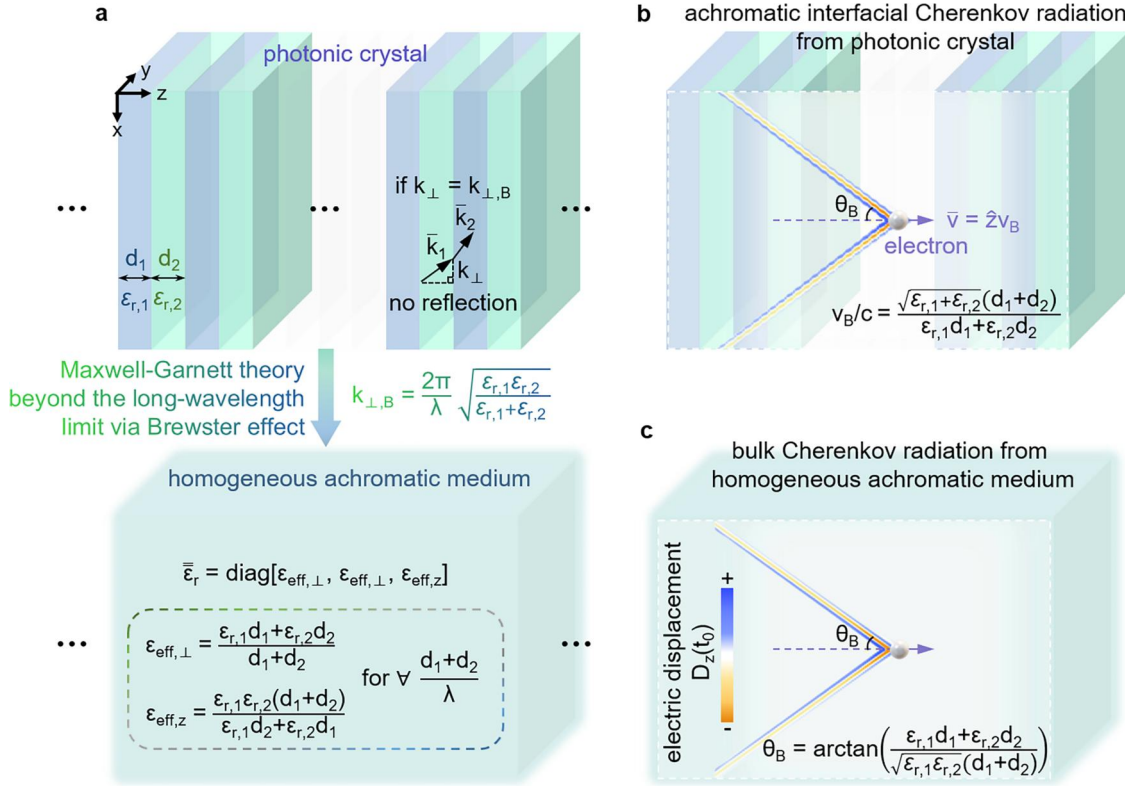 a
photonic crystal
y
z
x
if k⊥ = k⊥,B
k̄₂
k̄₁
k⊥
no reflection
d₁ d₂
εr,1 εr,2
... ... ...
Maxwell-Garnett theory
beyond the long-wavelength
limit via Brewster effect
k⊥,B = 2π/λ √(εr,1εr,2/(εr,1+εr,2))
homogeneous achromatic medium
ε̿r = diag[εeff,⊥, εeff,⊥, εeff,z]
εeff,⊥ = (εr,1d₁+εr,2d₂)/(d₁+d₂)
for ∀ (d₁+d₂)/λ
εeff,z = (εr,1εr,2(d₁+d₂))/(εr,1d₂+εr,2d₁)
... ...
b
achromatic interfacial Cherenkov radiation
from photonic crystal
θB
v̄ = ẑvB
electron
vB/c = (√(εr,1+εr,2)(d₁+d₂))/(εr,1d₁+εr,2d₂)
c
bulk Cherenkov radiation from
homogeneous achromatic medium
electric displacement
Dz(t₀)
+
-
θB
θB = arctan((εr,1d₁+εr,2d₂)/(√(εr,1εr,2)(d₁+d₂)))